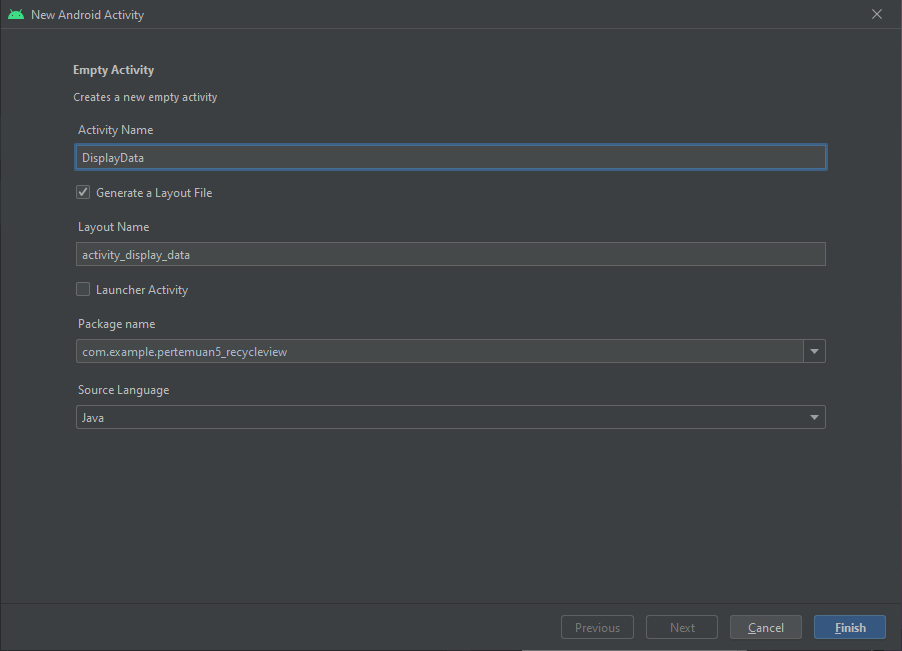 New Android Activity
Empty Activity
Creates a new empty activity
Activity Name
DisplayData
Generate a Layout File
Layout Name
activity_display_data
Launcher Activity
Package name
com.example.pertemuan5_recycleview
Source Language
Java
Previous Next Cancel Finish